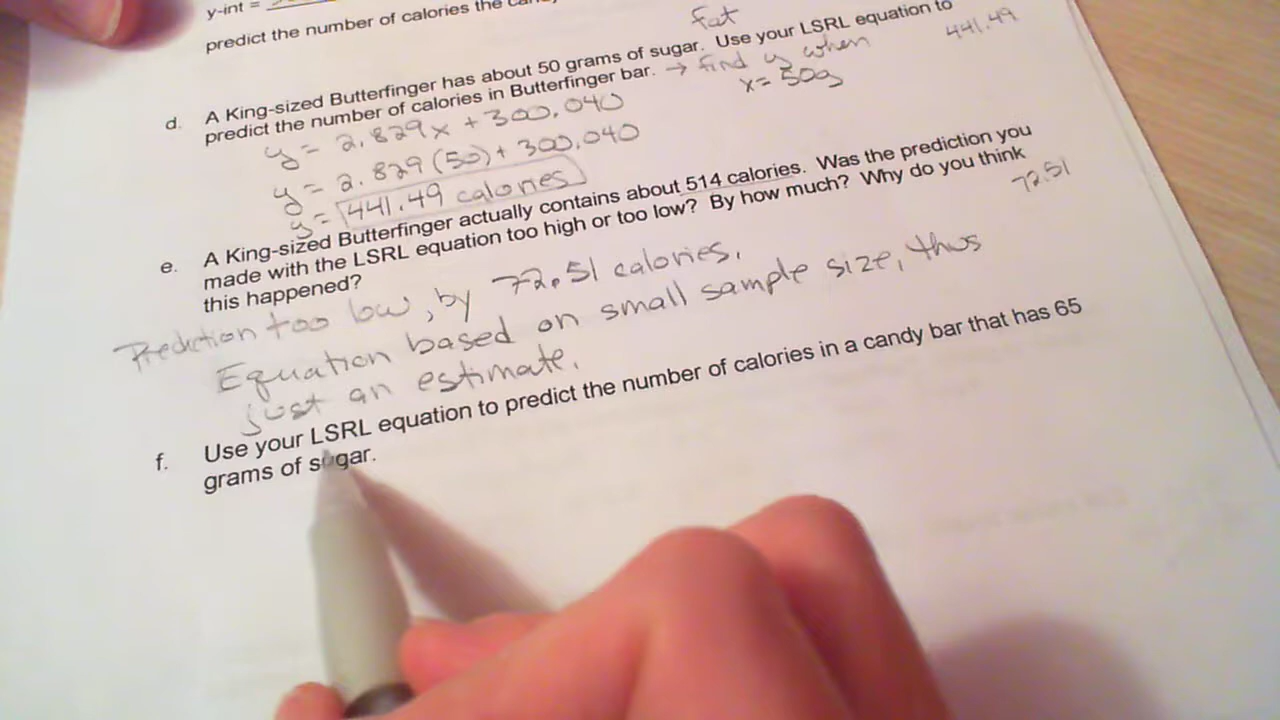 y-int =
predict the number of calories the
fat
d. A King-sized Butterfinger has about 50 grams of sugar. Use your LSRL equation to
predict the number of calories in Butterfinger bar. → find y when
x = 50g
441.49
y = 2.829x + 300.040
y = 2.829 (50) + 300.040
y = 441.49 calories
e. A King-sized Butterfinger actually contains about 514 calories. Was the prediction you
made with the LSRL equation too high or too low? By how much? Why do you think
this happened?
72.51
Prediction too low, by 72.51 calories.
Equation based on small sample size, thus
just an estimate.
f. Use your LSRL equation to predict the number of calories in a candy bar that has 65
grams of sugar.